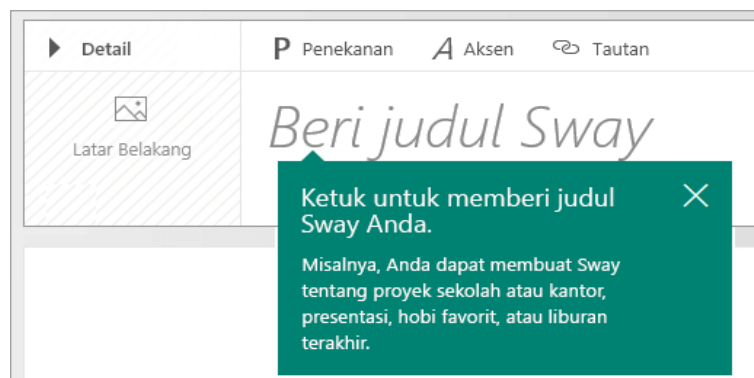 Detail
P Penekanan A Aksen Tautan
Latar Belakang
Beri judul Sway
Ketuk untuk memberi judul
Sway Anda.
Misalnya, Anda dapat membuat Sway
tentang proyek sekolah atau kantor,
presentasi, hobi favorit, atau liburan
terakhir.